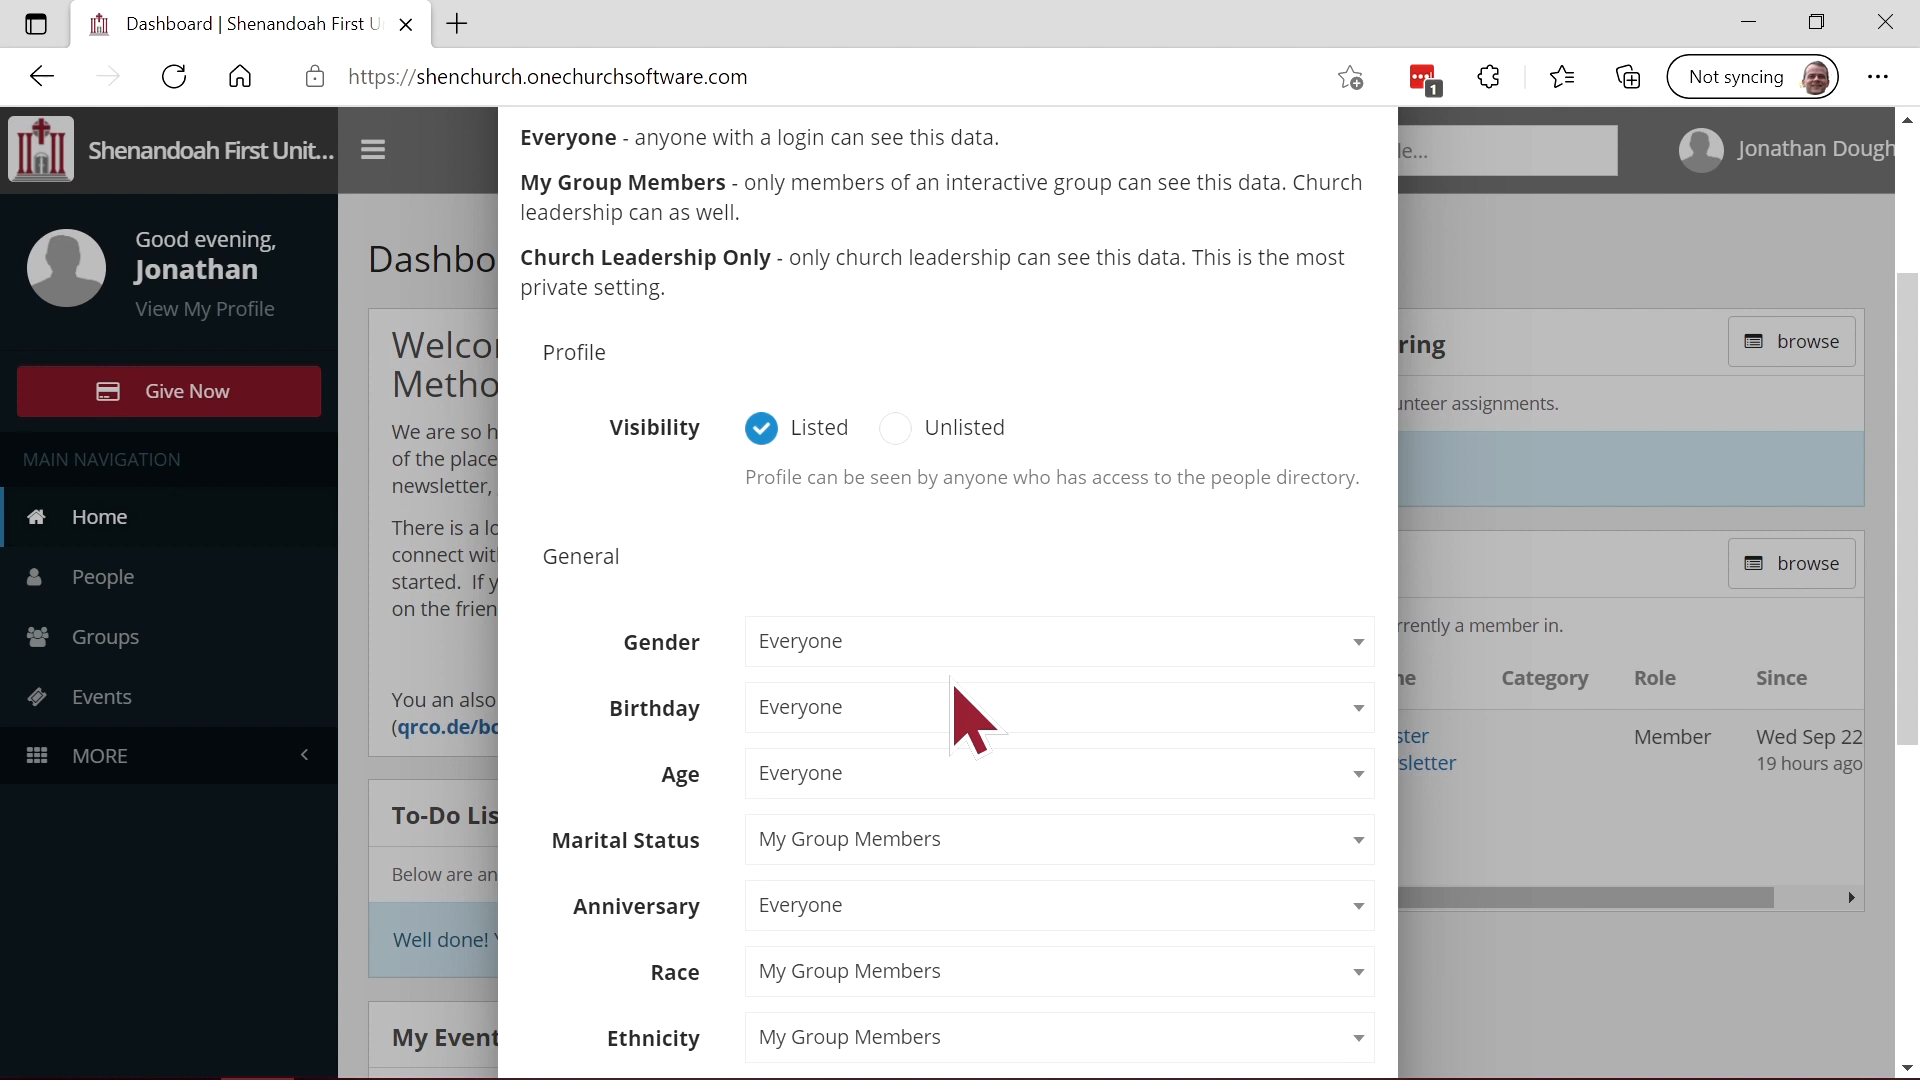 Dashboard | Shenandoah First U
https://shenchurch.onechurchsoftware.com
1
Not syncing
Shenandoah First Unit...
Jonathan Dough
Good evening,
Jonathan
View My Profile
Give Now
MAIN NAVIGATION
Home
People
Groups
Events
MORE
Dashbo
Welco
Metho
We are so h
of the place
newsletter,
There is a lo
connect wit
started. If y
on the frien
You an also
(qrco.de/bc
To-Do Lis
Below are an
Well done! Y
My Event
Everyone - anyone with a login can see this data.
My Group Members - only members of an interactive group can see this data. Church
leadership can as well.
Church Leadership Only - only church leadership can see this data. This is the most
private setting.
Profile
Visibility Listed Unlisted
Profile can be seen by anyone who has access to the people directory.
General
Gender Everyone
Birthday Everyone
Age Everyone
Marital Status My Group Members
Anniversary Everyone
Race My Group Members
Ethnicity My Group Members
le...
ring browse
unteer assignments.
browse
rrently a member in.
ne Category Role Since
ster Member Wed Sep 22
sletter 19 hours ago